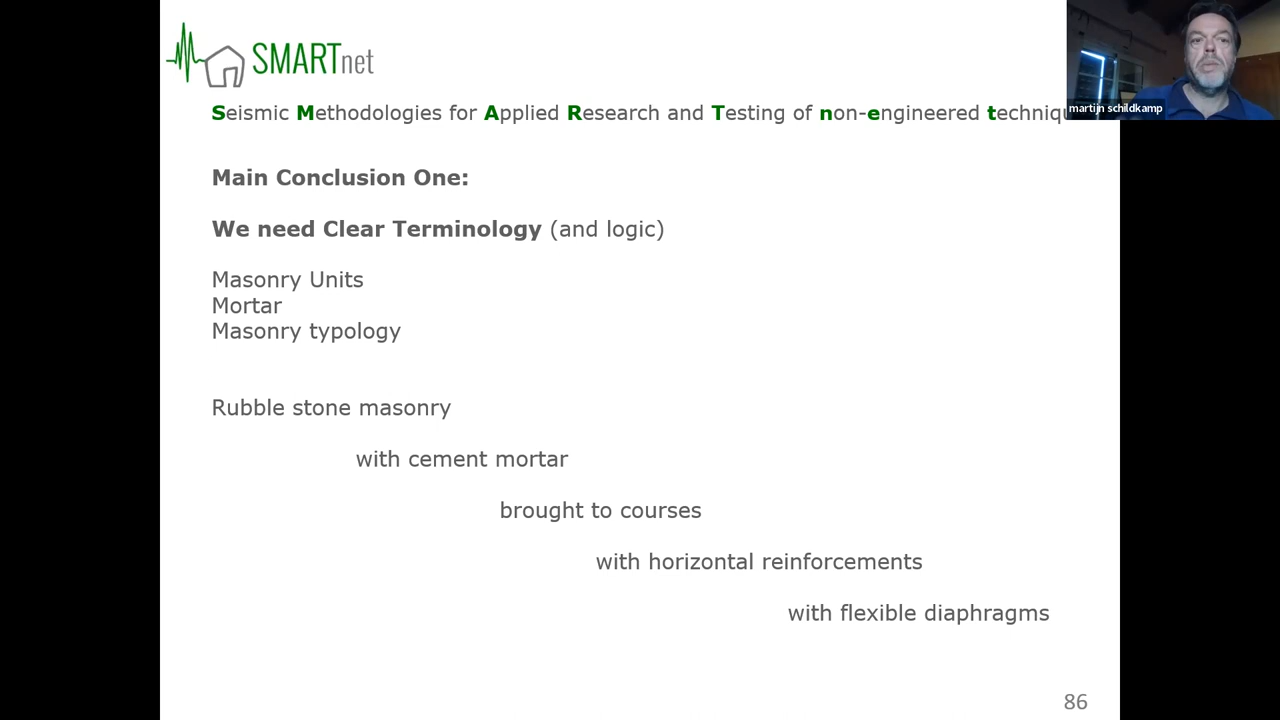 SMARTnet
martijn schildkamp
Seismic Methodologies for Applied Research and Testing of non-engineered
Main Conclusion One:
We need Clear Terminology (and logic)
Masonry Units
Mortar
Masonry typology
Rubble stone masonry
with cement mortar
brought to courses
with horizontal reinforcements
with flexible diaphragms
86